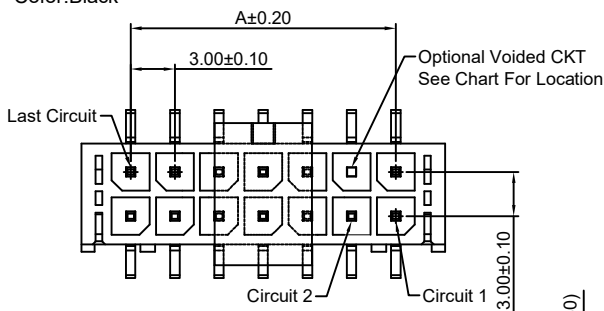 Color:Black
A±0.20
3.00±0.10
Optional Voided CKT
See Chart For Location
Last Circuit
Circuit 2
Circuit 1
3.00±0.10
0)